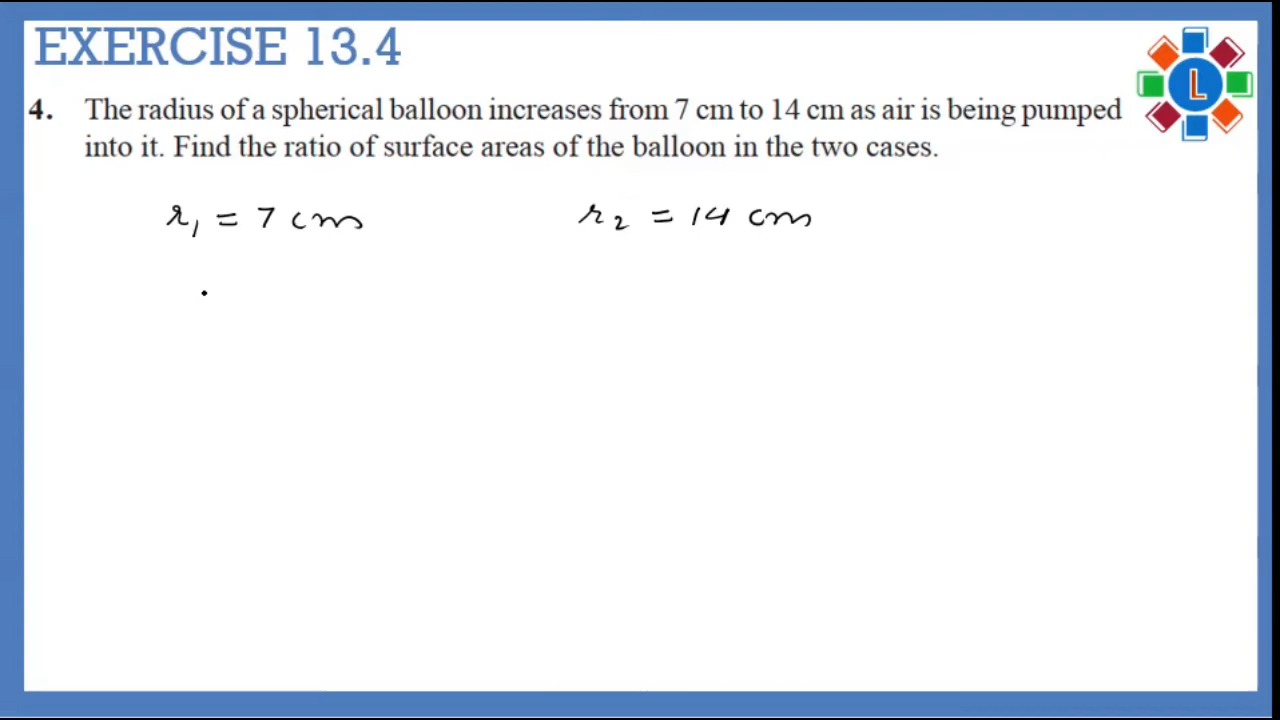 EXERCISE 13.4
L
4. The radius of a spherical balloon increases from 7 cm to 14 cm as air is being pumped
into it. Find the ratio of surface areas of the balloon in the two cases.
r₁ = 7 cm r₂ = 14 cm